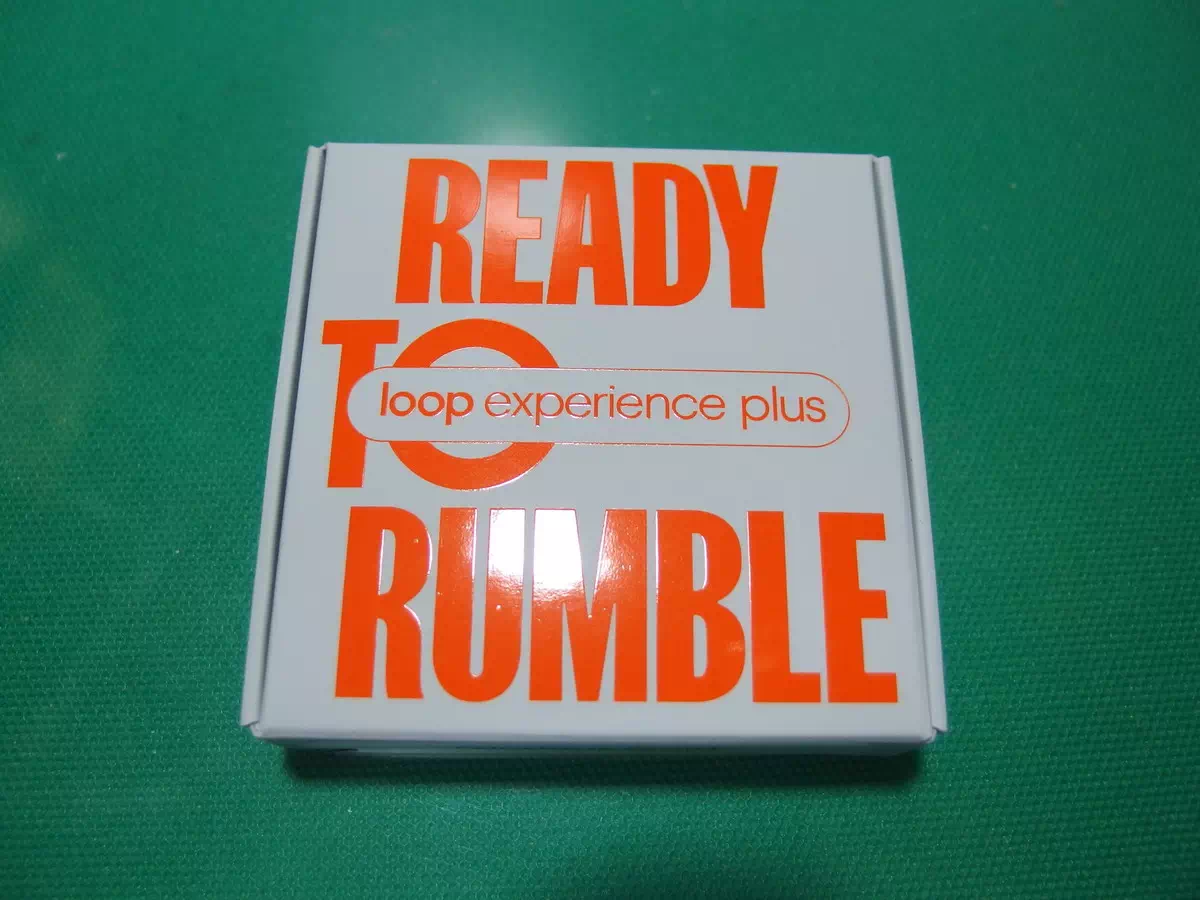 READY
TO
loop experience plus
RUMBLE